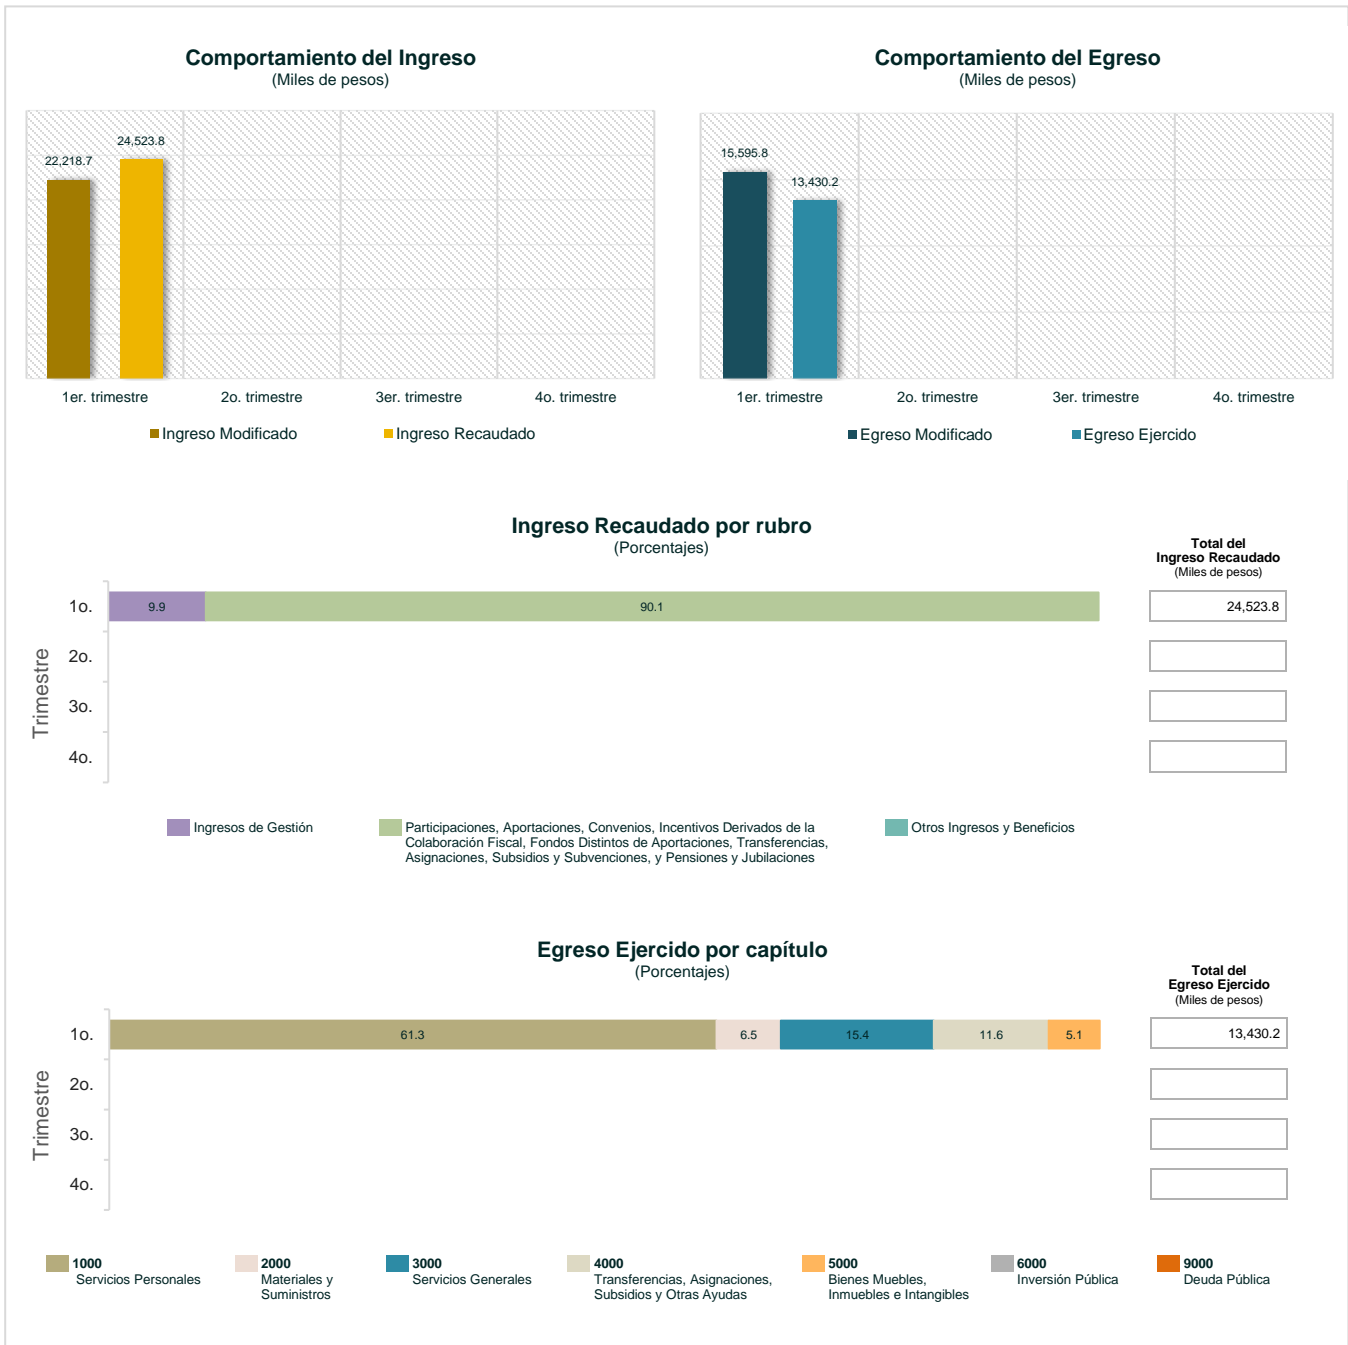 Comportamiento del Ingreso
(Miles de pesos)
24,523.8
22,218.7
1er. trimestre
2o. trimestre
3er. trimestre
4o. trimestre
Ingreso Modificado
Ingreso Recaudado
Comportamiento del Egreso
(Miles de pesos)
15,595.8
13,430.2
1er. trimestre
2o. trimestre
3er. trimestre
4o. trimestre
Egreso Modificado
Egreso Ejercido
Ingreso Recaudado por rubro
(Porcentajes)
Total del
Ingreso Recaudado
(Miles de pesos)
Trimestre
1o.
9.9
90.1
24,523.8
2o.
3o.
4o.
Ingresos de Gestión
Participaciones, Aportaciones, Convenios, Incentivos Derivados de la
Colaboración Fiscal, Fondos Distintos de Aportaciones, Transferencias,
Asignaciones, Subsidios y Subvenciones, y Pensiones y Jubilaciones
Otros Ingresos y Beneficios
Egreso Ejercido por capítulo
(Porcentajes)
Total del
Egreso Ejercido
(Miles de pesos)
Trimestre
1o.
61.3
6.5
15.4
11.6
5.1
13,430.2
2o.
3o.
4o.
1000
Servicios Personales
2000
Materiales y
Suministros
3000
Servicios Generales
4000
Transferencias, Asignaciones,
Subsidios y Otras Ayudas
5000
Bienes Muebles,
Inmuebles e Intangibles
6000
Inversión Pública
9000
Deuda Pública